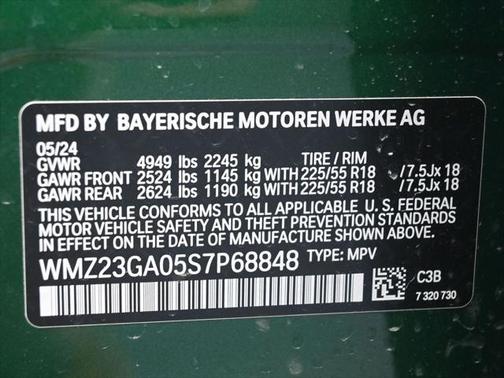 MFD BY BAYERISCHE MOTOREN WERKE AG
05/24
GVWR 4949 lbs 2245 kg TIRE / RIM
GAWR FRONT 2524 lbs 1145 kg WITH 225/55 R18 /7.5Jx 18
GAWR REAR 2624 lbs 1190 kg WITH 225/55 R18 /7.5Jx 18
THIS VEHICLE CONFORMS TO ALL APPLICABLE U. S. FEDERAL
MOTOR VEHICLE SAFETY AND THEFT PREVENTION STANDARDS
IN EFFECT ON THE DATE OF MANUFACTURE SHOWN ABOVE.
WMZ23GA05S7P68848 TYPE: MPV
C3B
7 320 730